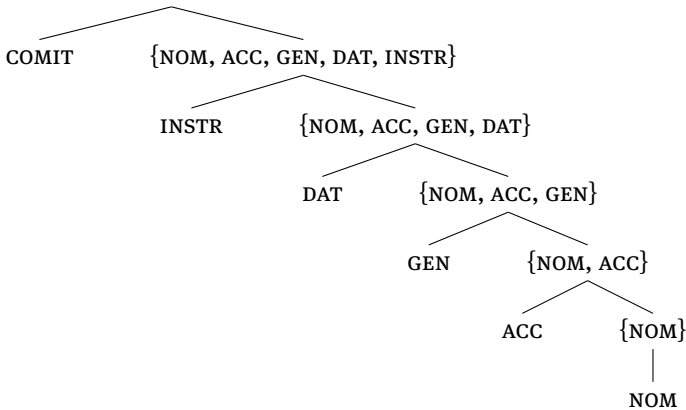 COMIT {NOM, ACC, GEN, DAT, INSTR}
INSTR {NOM, ACC, GEN, DAT}
DAT {NOM, ACC, GEN}
GEN {NOM, ACC}
ACC {NOM}
NOM